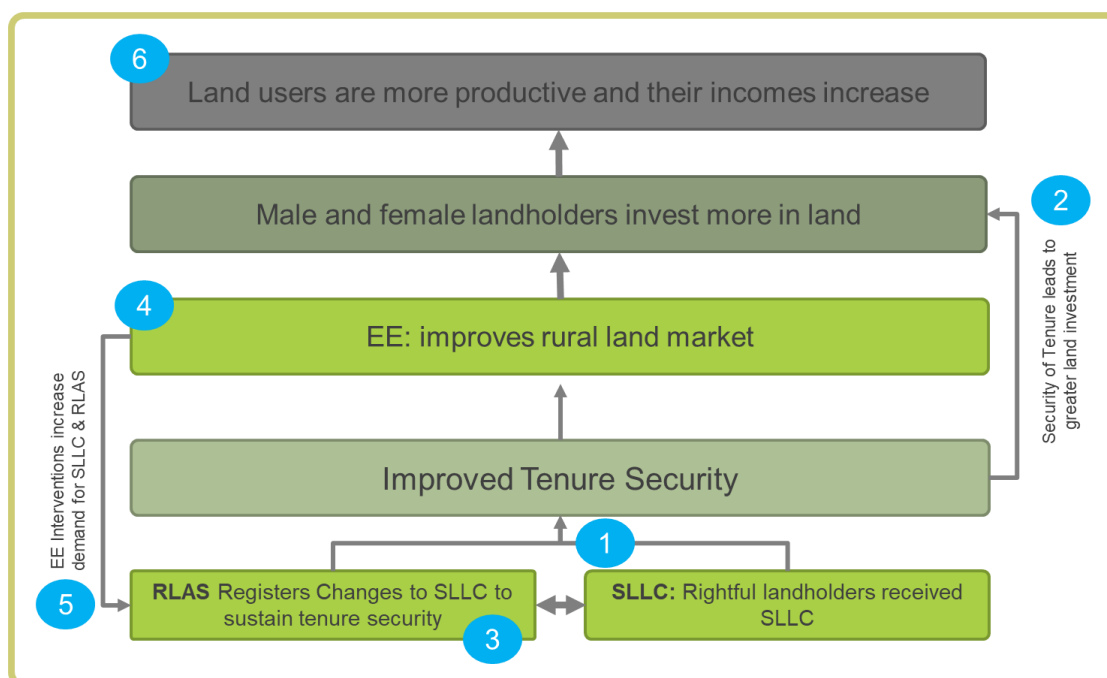 6
Land users are more productive and their incomes increase
Male and female landholders invest more in land
2
Security of Tenure leads to
greater land investment
4
EE: improves rural land market
EE Interventions increase
demand for SLLC & RLAS
Improved Tenure Security
1
5
RLAS Registers Changes to SLLC to
sustain tenure security
3
SLLC: Rightful landholders received
SLLC